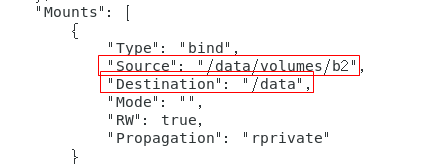 "Mounts": [
{
"Type": "bind",
"Source": "/data/volumes/b2",
"Destination": "/data",
"Mode": "",
"RW": true,
"Propagation": "rprivate"
}